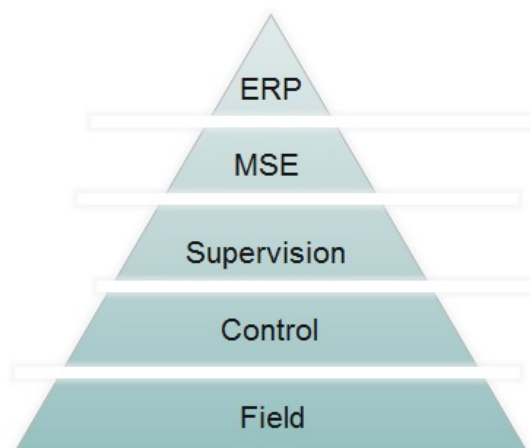 ERP
MSE
Supervision
Control
Field